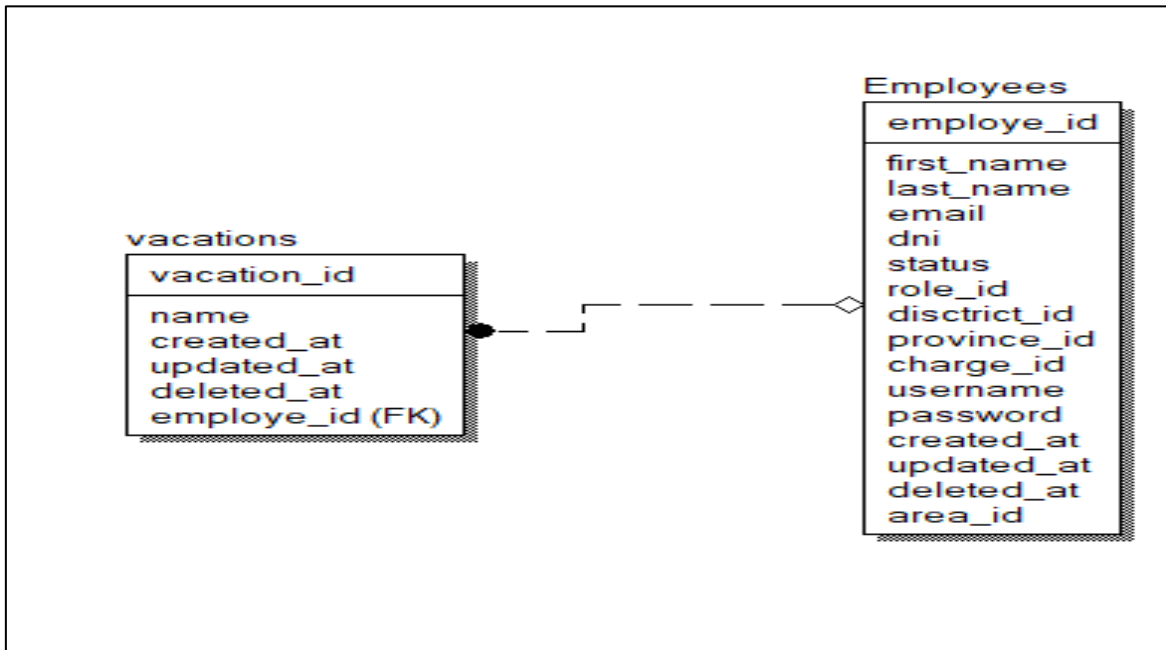 Employees
employe_id
first_name
last_name
email
dni
status
role_id
disctrict_id
province_id
charge_id
username
password
created_at
updated_at
deleted_at
area_id
vacations
vacation_id
name
created_at
updated_at
deleted_at
employe_id (FK)